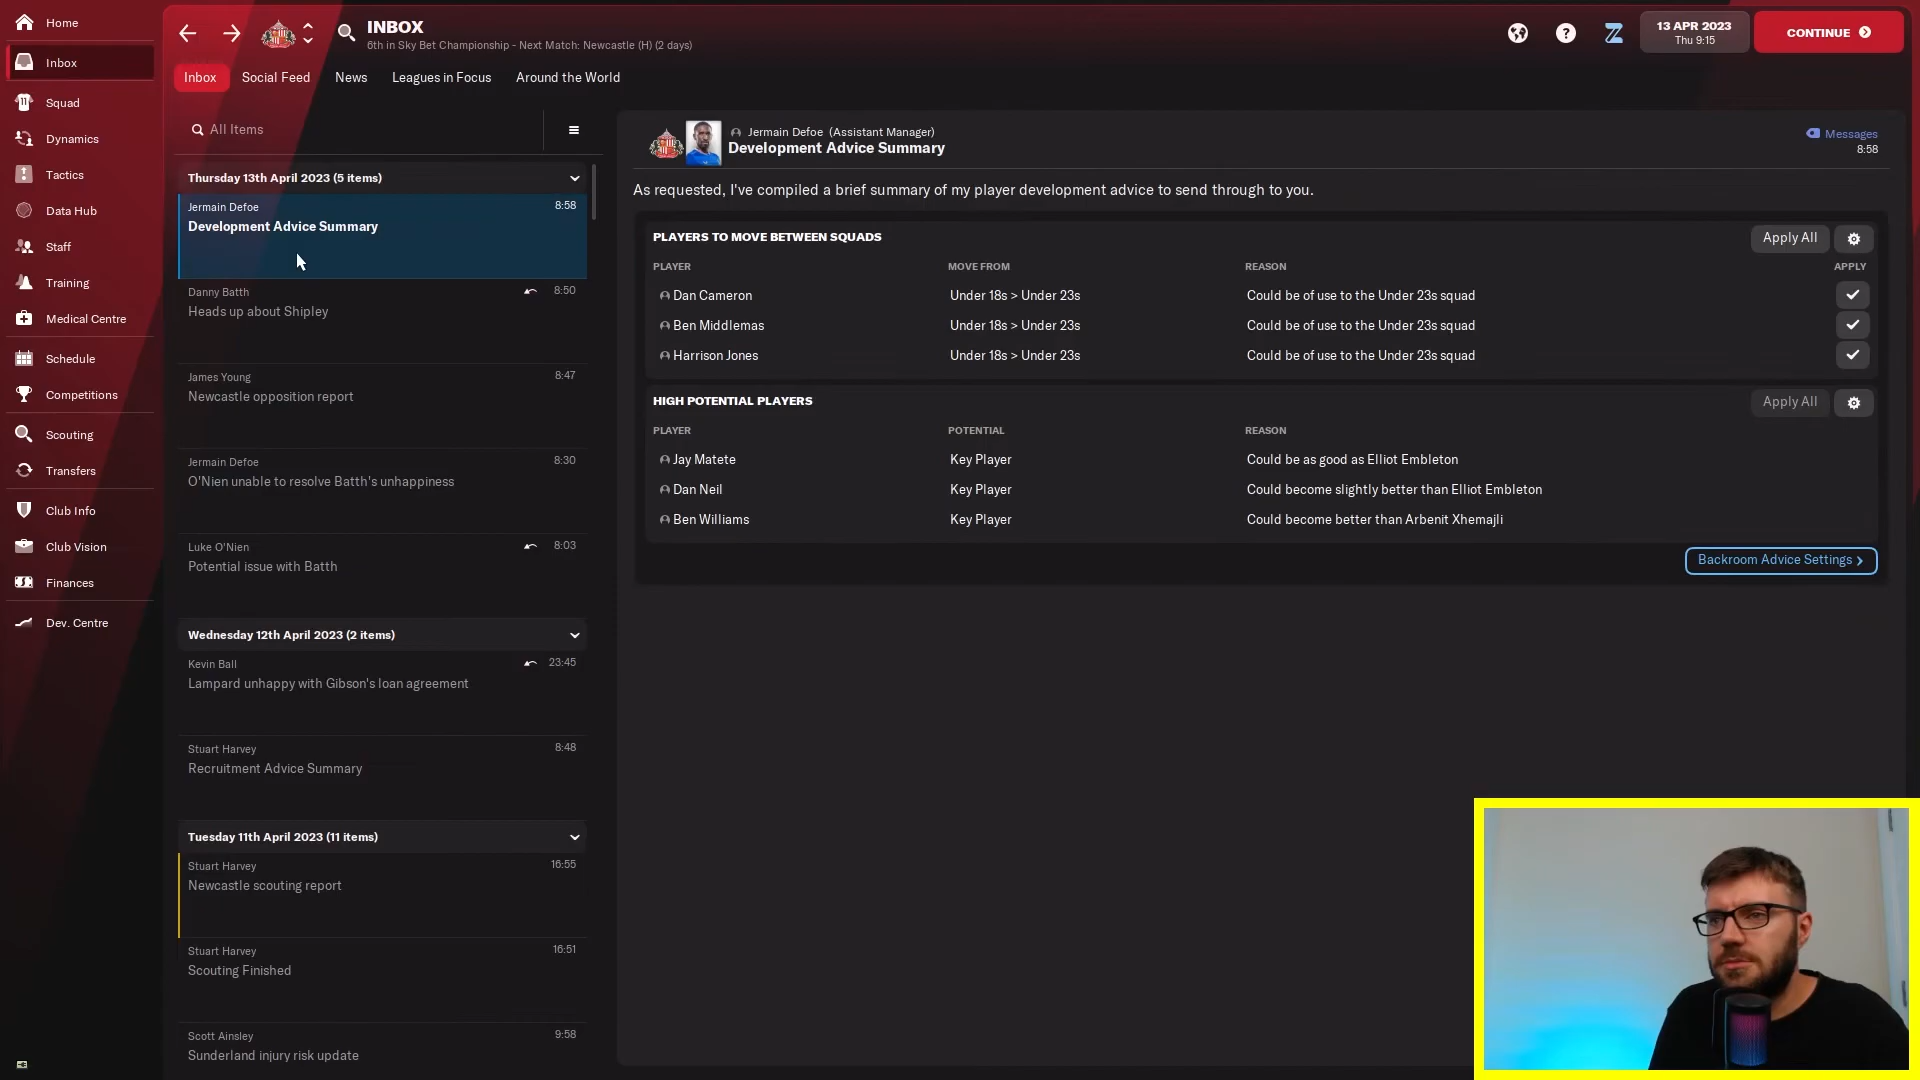 Home
Inbox
Squad
Dynamics
Tactics
Data Hub
Staff
Training
Medical Centre
Schedule
Competitions
Scouting
Transfers
Club Info
Club Vision
Finances
Dev. Centre
INBOX
6th in Sky Bet Championship - Next Match: Newcastle (H) (2 days)
13 APR 2023
Thu 9:15
CONTINUE
Inbox Social Feed News Leagues in Focus Around the World
All Items
Thursday 13th April 2023 (5 items)
Jermain Defoe 8:58
Development Advice Summary
Danny Batth 8:50
Heads up about Shipley
James Young 8:47
Newcastle opposition report
Jermain Defoe 8:30
O'Nien unable to resolve Batth's unhappiness
Luke O'Nien 8:03
Potential issue with Batth
Wednesday 12th April 2023 (2 items)
Kevin Ball 23:45
Lampard unhappy with Gibson's loan agreement
Stuart Harvey 8:48
Recruitment Advice Summary
Tuesday 11th April 2023 (11 items)
Stuart Harvey 16:55
Newcastle scouting report
Stuart Harvey 16:51
Scouting Finished
Scott Ainsley 9:58
Sunderland injury risk update
Jermain Defoe (Assistant Manager)
Development Advice Summary
Messages
8:58
As requested, I've compiled a brief summary of my player development advice to send through to you.
PLAYERS TO MOVE BETWEEN SQUADS Apply All
PLAYER MOVE FROM REASON APPLY
Dan Cameron Under 18s > Under 23s Could be of use to the Under 23s squad
Ben Middlemas Under 18s > Under 23s Could be of use to the Under 23s squad
Harrison Jones Under 18s > Under 23s Could be of use to the Under 23s squad
HIGH POTENTIAL PLAYERS Apply All
PLAYER POTENTIAL REASON
Jay Matete Key Player Could be as good as Elliot Embleton
Dan Neil Key Player Could become slightly better than Elliot Embleton
Ben Williams Key Player Could become better than Arbenit Xhemajli
Backroom Advice Settings >